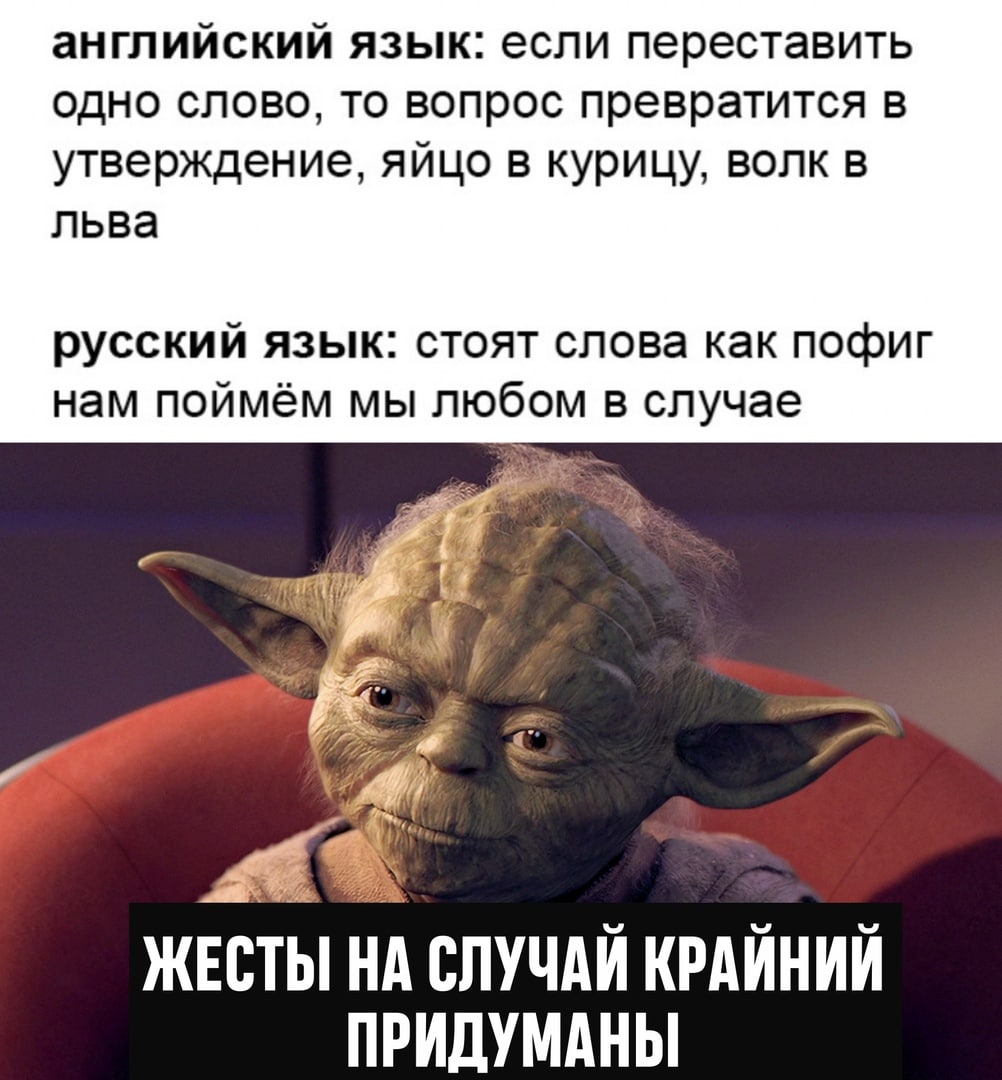 английский язык: если переставить
одно слово, то вопрос превратится в
утверждение, яйцо в курицу, волк в
льва
русский язык: стоят слова как пофиг
нам поймём мы любом в случае
ЖЕСТЫ НА СЛУЧАЙ КРАЙНИЙ
ПРИДУМАНЫ